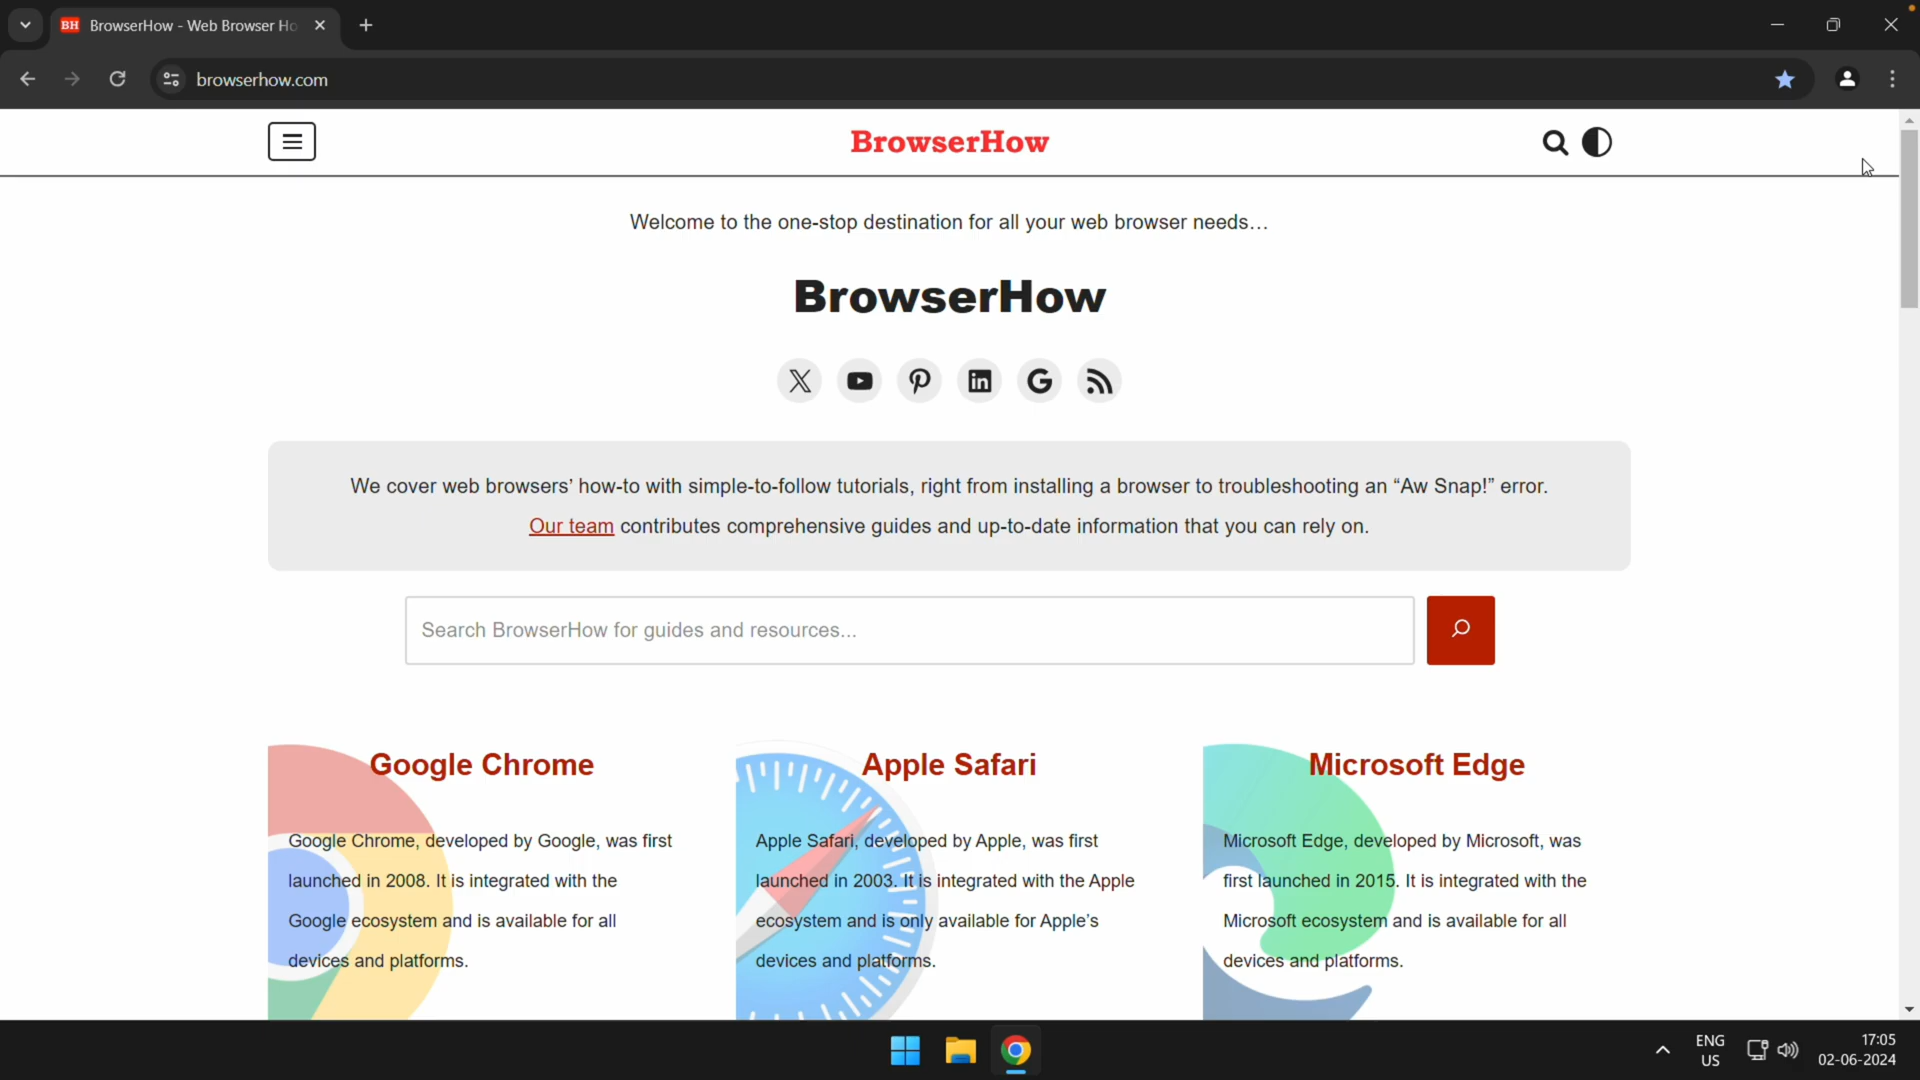 BH BrowserHow - Web Browser Ho
browserhow.com
BrowserHow
Welcome to the one-stop destination for all your web browser needs…
BrowserHow
We cover web browsers’ how-to with simple-to-follow tutorials, right from installing a browser to troubleshooting an “Aw Snap!” error.
Our team contributes comprehensive guides and up-to-date information that you can rely on.
Search BrowserHow for guides and resources...
Google Chrome
Google Chrome, developed by Google, was first
launched in 2008. It is integrated with the
Google ecosystem and is available for all
devices and platforms.
Apple Safari
Apple Safari, developed by Apple, was first
launched in 2003. It is integrated with the Apple
ecosystem and is only available for Apple’s
devices and platforms.
Microsoft Edge
Microsoft Edge, developed by Microsoft, was
first launched in 2015. It is integrated with the
Microsoft ecosystem and is available for all
devices and platforms.
ENG
US
17:05
02-06-2024